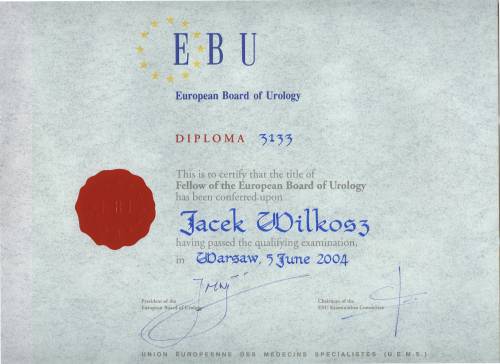 EBU
European Board of Urology
DIPLOMA 3133
This is to certify that the title of
Fellow of the European Board of Urology
has been conferred upon
Jacek Wilkosz
having passed the qualifying examination,
in Warsaw, 5 June 2004
President of the
European Board of Urology
Chairman of the
EBU Examination Committee
UNION EUROPEENNE DES MEDECINS SPECIALISTES (U.E.M.S.)